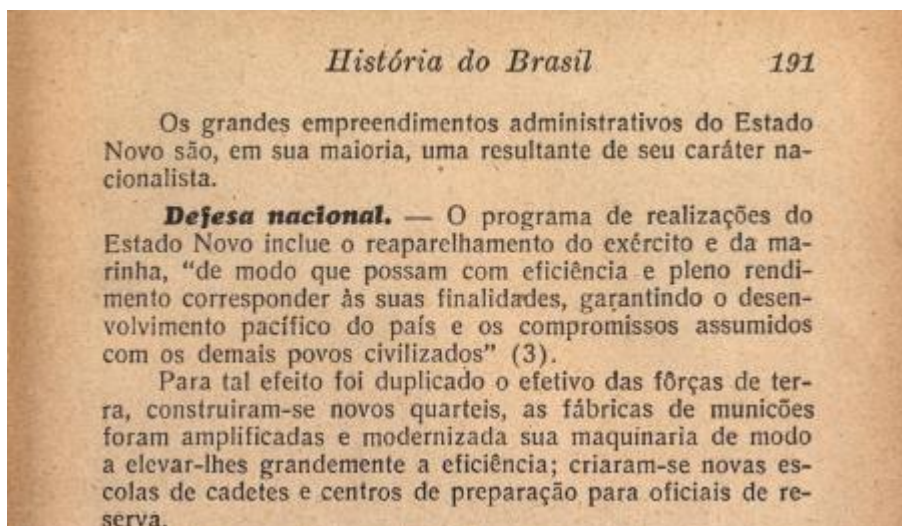 História do Brasil 191
Os grandes empreendimentos administrativos do Estado
Novo são, em sua maioria, uma resultante de seu caráter na-
cionalista.
Defesa nacional. — O programa de realizações do
Estado Novo inclue o reaparelhamento do exército e da ma-
rinha, “de modo que possam com eficiência e pleno rendi-
mento corresponder às suas finalidades, garantindo o desen-
volvimento pacífico do país e os compromissos assumidos
com os demais povos civilizados” (3).
Para tal efeito foi duplicado o efetivo das fôrças de ter-
ra, construiram-se novos quarteis, as fábricas de municões
foram amplificadas e modernizada sua maquinaria de modo
a elevar-lhes grandemente a eficiência; criaram-se novas es-
colas de cadetes e centros de preparação para oficiais de re-
serva.